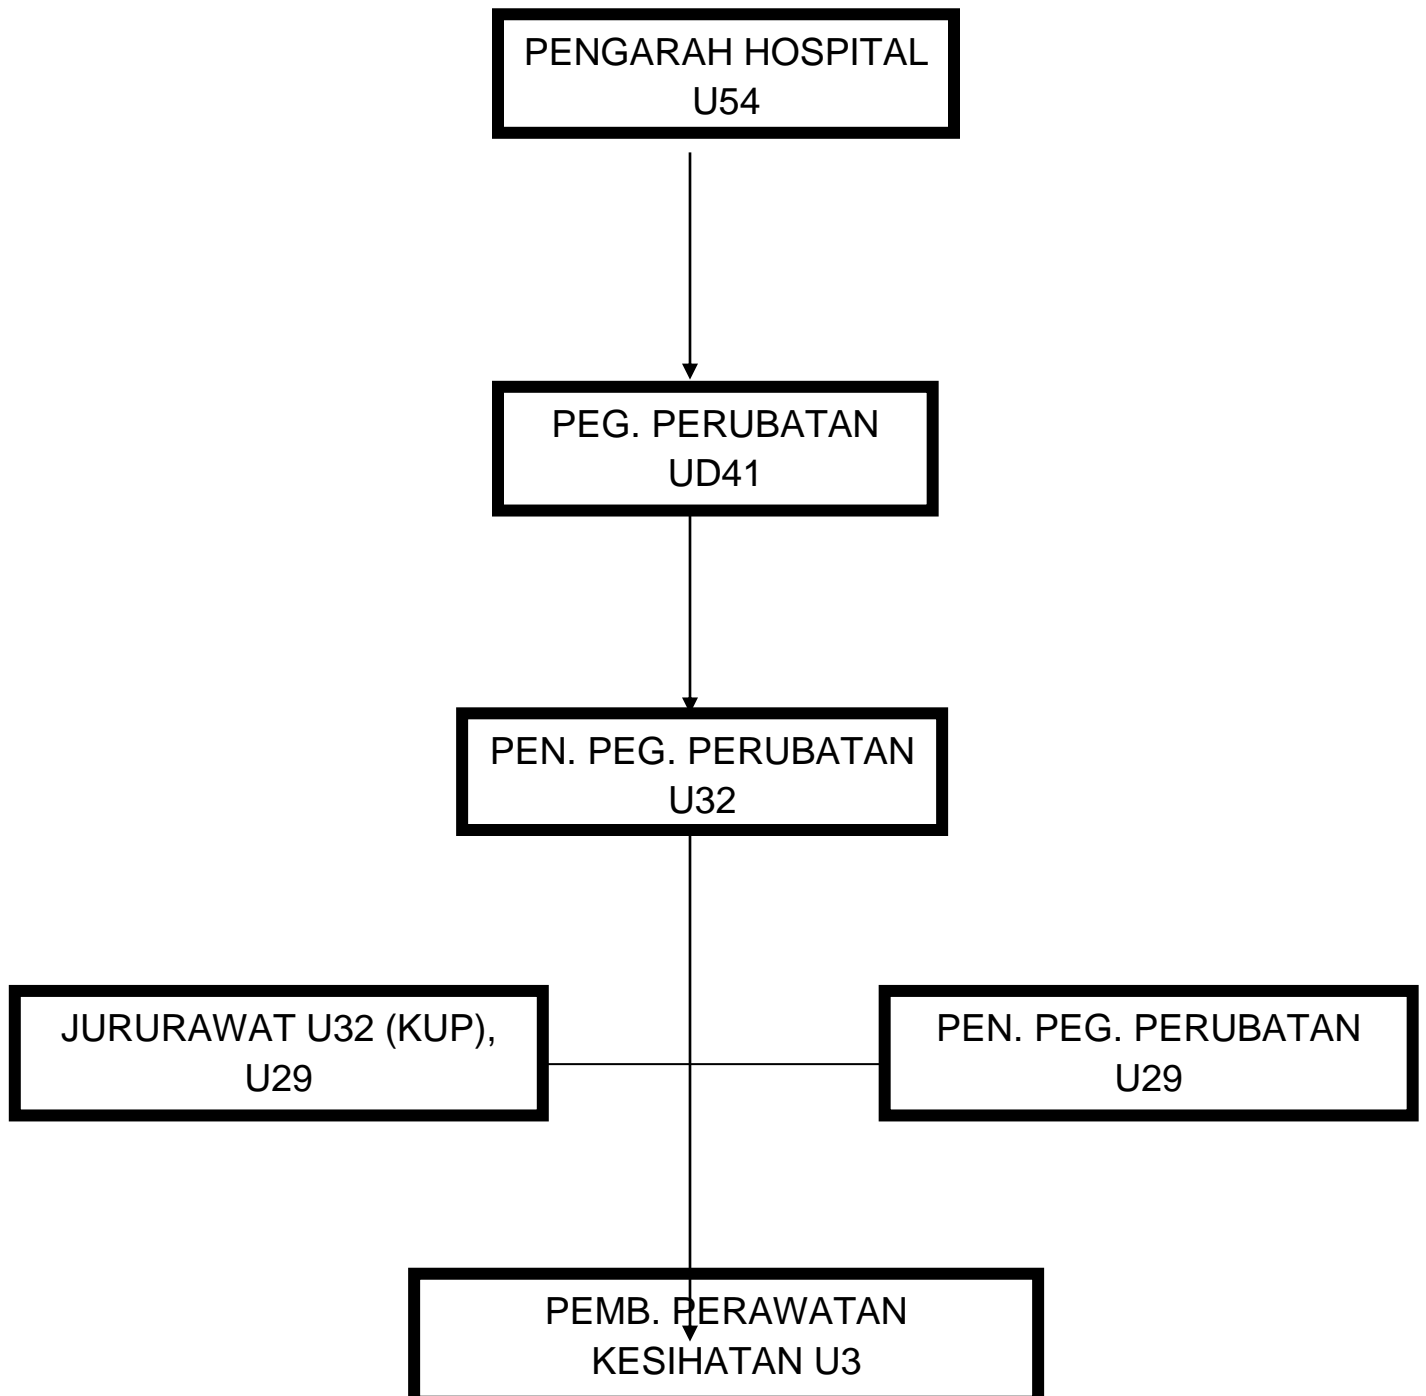 PENGARAH HOSPITAL
U54
PEG. PERUBATAN
UD41
PEN. PEG. PERUBATAN
U32
JURURAWAT U32 (KUP),
U29
PEN. PEG. PERUBATAN
U29
PEMB. PERAWATAN
KESIHATAN U3